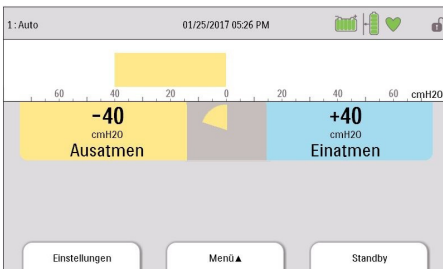 1: Auto 01/25/2017 05:26 PM
60 40 20 0 20 40 60 cmH20
-40 +40
cmH20 cmH20
Ausatmen Einatmen
Einstellungen Menü▲ Standby